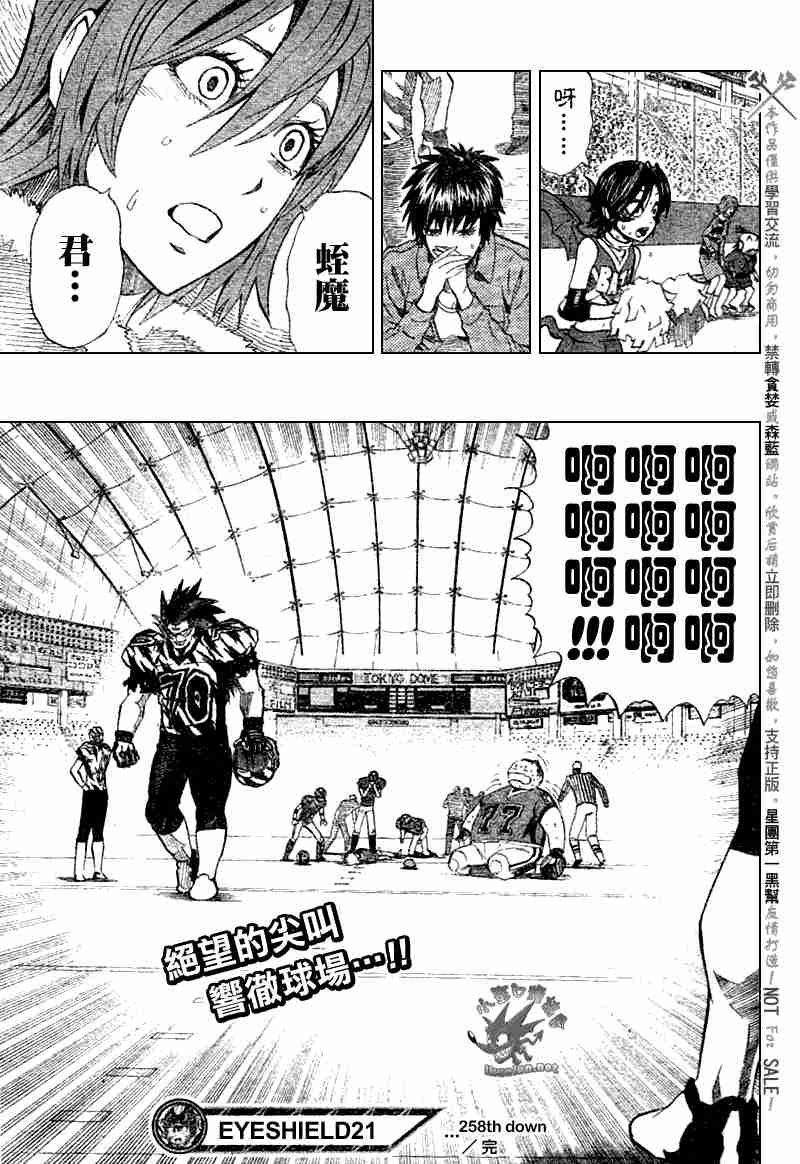 呀……
蛭魔
君…
啊啊啊啊
啊啊啊啊
啊啊啊!!!
TOKYO DOME
70
77
絕望的尖叫
響徹球場…!!
EYESHIELD21
...258th down
／完
本作品僅供學習交流，切勿商用，禁轉貪婪或森藍網站。欣賞后請立即刪除，如您喜歡，支持正版。星團第一黑幫友情打造！NOT For SALE—